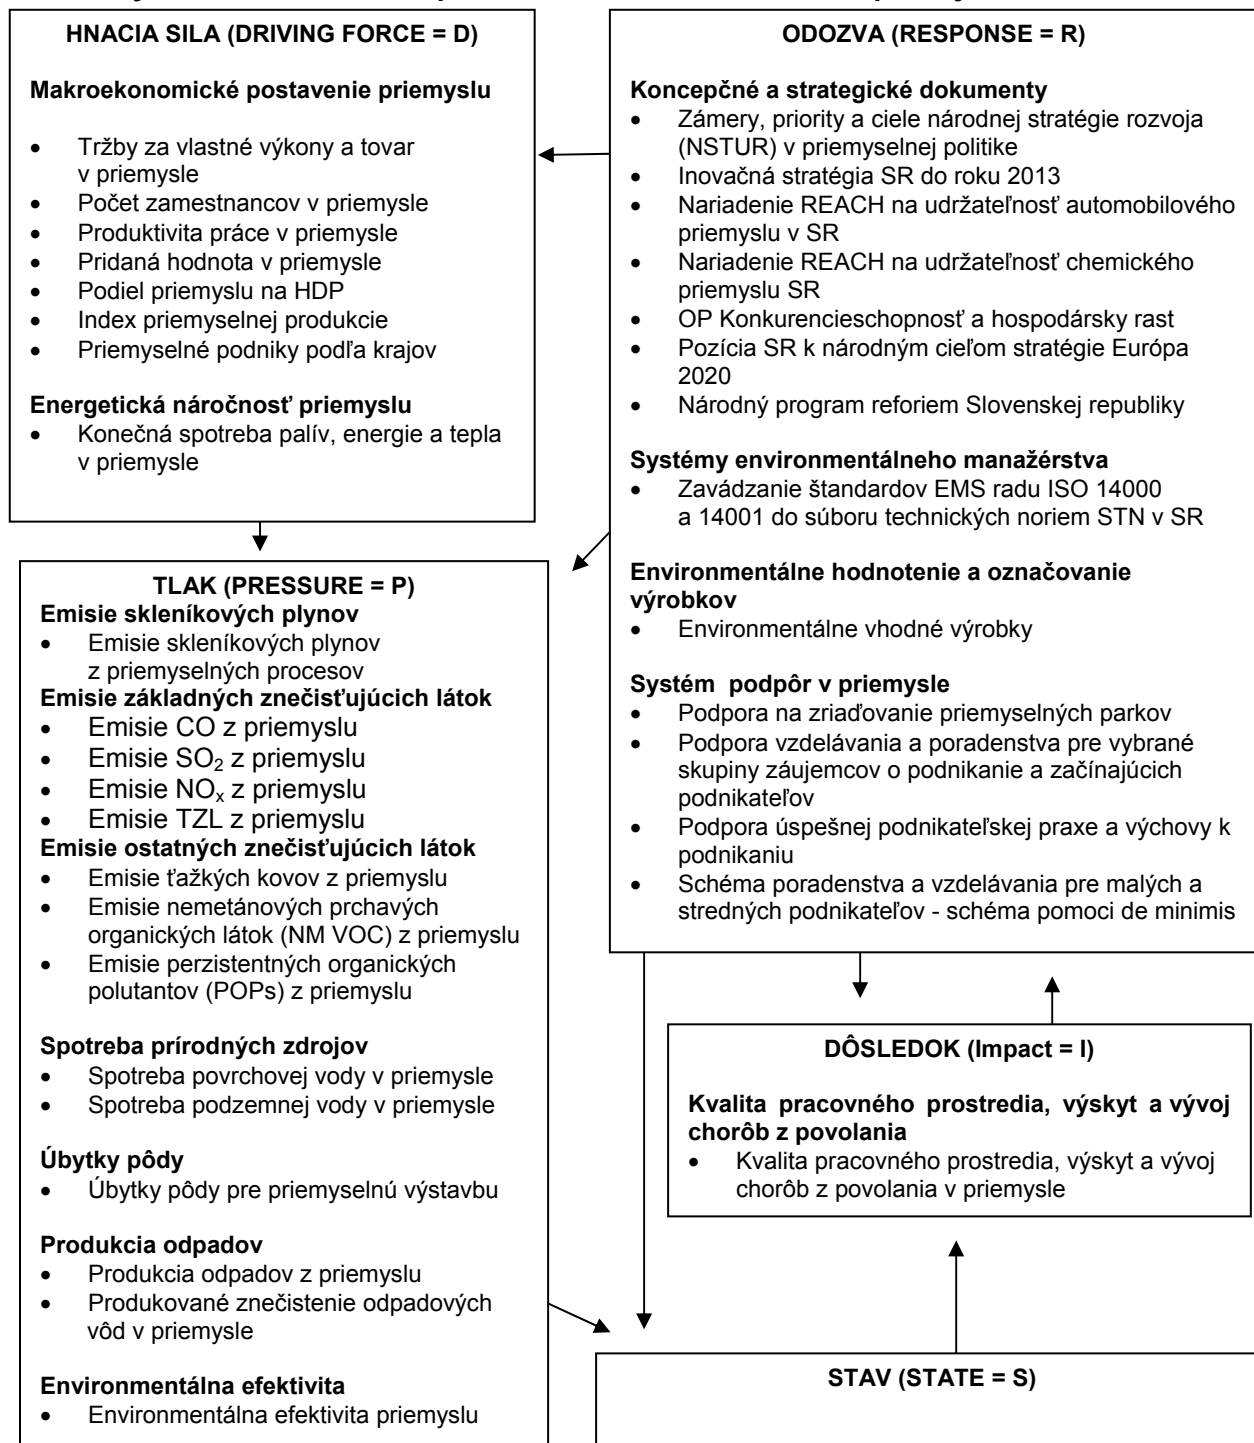 HNACIA SILA (DRIVING FORCE = D)
Makroekonomické postavenie priemyslu
• Tržby za vlastné výkony a tovar
v priemysle
• Počet zamestnancov v priemysle
• Produktivita práce v priemysle
• Pridaná hodnota v priemysle
• Podiel priemyslu na HDP
• Index priemyselnej produkcie
• Priemyselné podniky podľa krajov
Energetická náročnosť priemyslu
• Konečná spotreba palív, energie a tepla
v priemysle
ODOZVA (RESPONSE = R)
Koncepčné a strategické dokumenty
• Zámery, priority a ciele národnej stratégie rozvoja
(NSTUR) v priemyselnej politike
• Inovačná stratégia SR do roku 2013
• Nariadenie REACH na udržateľnosť automobilového
priemyslu v SR
• Nariadenie REACH na udržateľnosť chemického
priemyslu SR
• OP Konkurencieschopnosť a hospodársky rast
• Pozícia SR k národným cieľom stratégie Európa
2020
• Národný program reforiem Slovenskej republiky
Systémy environmentálneho manažérstva
• Zavádzanie štandardov EMS radu ISO 14000
a 14001 do súboru technických noriem STN v SR
Environmentálne hodnotenie a označovanie
výrobkov
• Environmentálne vhodné výrobky
Systém podpôr v priemysle
• Podpora na zriaďovanie priemyselných parkov
• Podpora vzdelávania a poradenstva pre vybrané
skupiny záujemcov o podnikanie a začínajúcich
podnikateľov
• Podpora úspešnej podnikateľskej praxe a výchovy k
podnikaniu
• Schéma poradenstva a vzdelávania pre malých a
stredných podnikateľov - schéma pomoci de minimis
TLAK (PRESSURE = P)
Emisie skleníkových plynov
• Emisie skleníkových plynov
z priemyselných procesov
Emisie základných znečisťujúcich látok
• Emisie CO z priemyslu
• Emisie SO₂ z priemyslu
• Emisie NOₓ z priemyslu
• Emisie TZL z priemyslu
Emisie ostatných znečisťujúcich látok
• Emisie ťažkých kovov z priemyslu
• Emisie nemetánových prchavých
organických látok (NM VOC) z priemyslu
• Emisie perzistentných organických
polutantov (POPs) z priemyslu
Spotreba prírodných zdrojov
• Spotreba povrchovej vody v priemysle
• Spotreba podzemnej vody v priemysle
Úbytky pôdy
• Úbytky pôdy pre priemyselnú výstavbu
Produkcia odpadov
• Produkcia odpadov z priemyslu
• Produkované znečistenie odpadových
vôd v priemysle
Environmentálna efektivita
• Environmentálna efektivita priemyslu
DÔSLEDOK (Impact = I)
Kvalita pracovného prostredia, výskyt a vývoj
chorôb z povolania
• Kvalita pracovného prostredia, výskyt a vývoj
chorôb z povolania v priemysle
STAV (STATE = S)